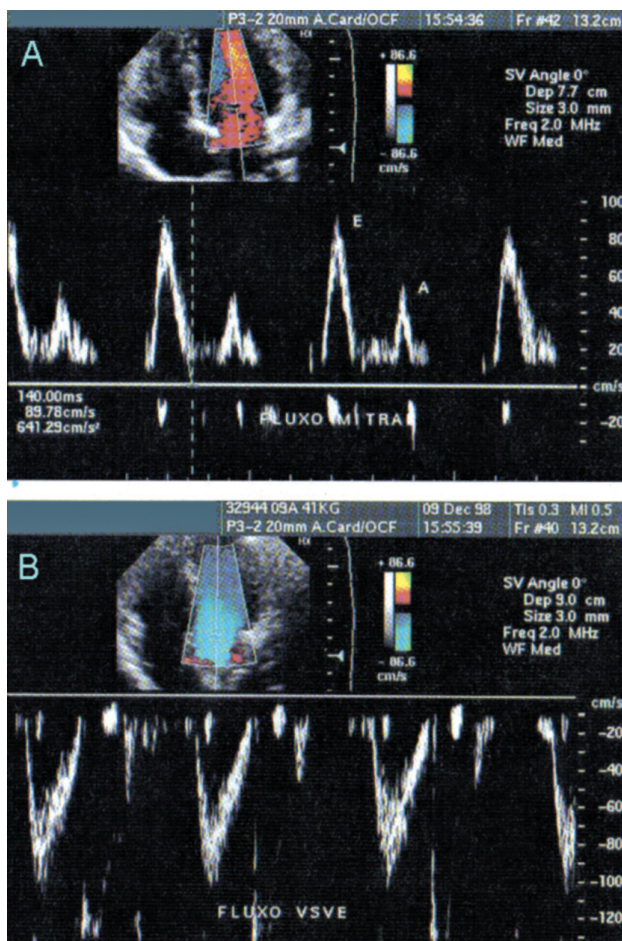 P3-2 20mm A.Card/OCF 15:54:36 Fr #42 13.2cm
A
+ 86.6
- 86.6
cm/s
SV Angle 0°
Dep 7.7 cm
Size 3.0 mm
Freq 2.0 MHz
WF Med
100
80
60
40
20
cm/s
-20
E
A
140.00ms
89.78cm/s
641.29cm/s²
FLUXO MITRA
32944 09A 41KG 09 Dec 98 TIs 0.3 MI 0.5
P3-2 20mm A.Card/OCF 15:55:39 Fr #40 13.2cm
B
+ 86.6
- 86.6
cm/s
SV Angle 0°
Dep 9.0 cm
Size 3.0 mm
Freq 2.0 MHz
WF Med
cm/s
-20
-40
-60
-80
-100
-120
FLUXO VSVE